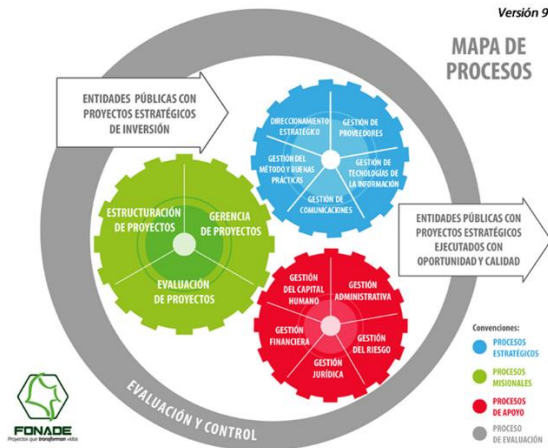 Versión 9
MAPA DE
PROCESOS
ENTIDADES PÚBLICAS CON
PROYECTOS ESTRATÉGICOS
DE INVERSIÓN
DIRECCIONAMIENTO
ESTRATÉGICO
GESTIÓN DE
PROVEEDORES
GESTIÓN DEL
MÉTODO Y BUENAS
PRÁCTICAS
GESTIÓN DE
TECNOLOGÍAS DE
LA INFORMACIÓN
GESTIÓN DE
COMUNICACIONES
ESTRUCTURACIÓN
DE PROYECTOS
GERENCIA
DE PROYECTOS
EVALUACIÓN
DE PROYECTOS
ENTIDADES PÚBLICAS CON
PROYECTOS ESTRATÉGICOS
EJECUTADOS CON
OPORTUNIDAD Y CALIDAD
GESTIÓN
DEL CAPITAL
HUMANO
GESTIÓN
ADMINISTRATIVA
GESTIÓN
FINANCIERA
GESTIÓN
DEL RIESGO
GESTIÓN
JURÍDICA
EVALUACIÓN Y CONTROL
Convenciones:
PROCESOS
ESTRATÉGICOS
PROCESOS
MISIONALES
PROCESOS
DE APOYO
PROCESO
DE EVALUACIÓN
FONADE
Proyectos que transforman vidas